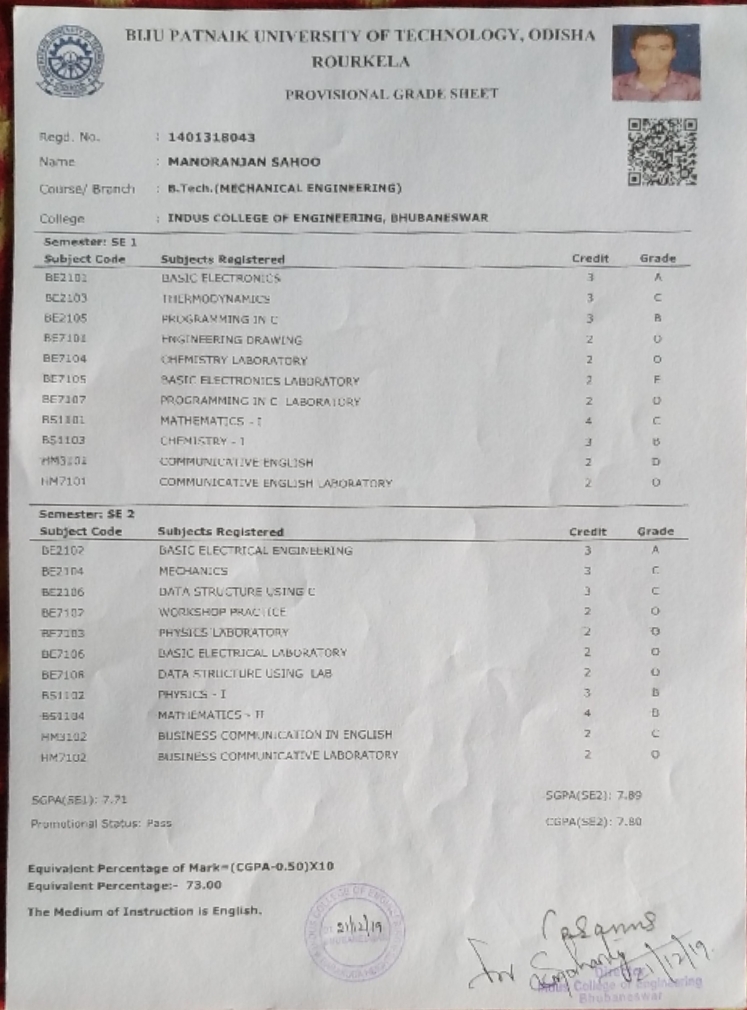 BIJU PATNAIK UNIVERSITY OF TECHNOLOGY, ODISHA
ROURKELA
PROVISIONAL GRADE SHEET
Regd. No. : 1401318043
Name : MANORANJAN SAHOO
Course/ Branch : B.Tech.(MECHANICAL ENGINEERING)
College : INDUS COLLEGE OF ENGINEERING, BHUBANESWAR
Semester: SE 1
Subject Code Subjects Registered Credit Grade
BE2101 BASIC ELECTRONICS 3 A
BE2103 THERMODYNAMICS 3 C
BE2105 PROGRAMMING IN C 3 B
BE7101 ENGINEERING DRAWING 2 O
BE7104 CHEMISTRY LABORATORY 2 O
BE7105 BASIC ELECTRONICS LABORATORY 2 E
BE7107 PROGRAMMING IN C LABORATORY 2 O
BS1101 MATHEMATICS - I 4 C
BS1103 CHEMISTRY - I 3 B
HM3101 COMMUNICATIVE ENGLISH 2 D
HM7101 COMMUNICATIVE ENGLISH LABORATORY 2 O
Semester: SE 2
Subject Code Subjects Registered Credit Grade
BE2102 BASIC ELECTRICAL ENGINEERING 3 A
BE2104 MECHANICS 3 C
BE2106 DATA STRUCTURE USING C 3 C
BE7102 WORKSHOP PRACTICE 2 O
BE7103 PHYSICS LABORATORY 2 O
BE7106 BASIC ELECTRICAL LABORATORY 2 O
BE7108 DATA STRUCTURE USING LAB 2 O
BS1102 PHYSICS - I 3 B
BS1104 MATHEMATICS - II 4 B
HM3102 BUSINESS COMMUNICATION IN ENGLISH 2 C
HM7102 BUSINESS COMMUNICATIVE LABORATORY 2 O
SGPA(SE1): 7.71 SGPA(SE2): 7.89
Promotional Status: Pass CGPA(SE2): 7.80
Equivalent Percentage of Mark=(CGPA-0.50)X10
Equivalent Percentage:- 73.00
The Medium of Instruction is English.
21/12/19
for 21/12/19.
Director
Indus College of Engineering
Bhubaneswar